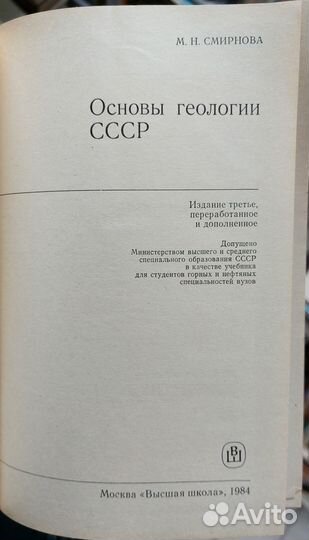 М. Н. СМИРНОВА
Основы геологии
СССР
Издание третье,
переработанное
и дополненное
Допущено
Министерством высшего и среднего
специального образования СССР
в качестве учебника
для студентов горных и нефтяных
специальностей вузов
ВШ
Москва «Высшая школа», 1984
Avito